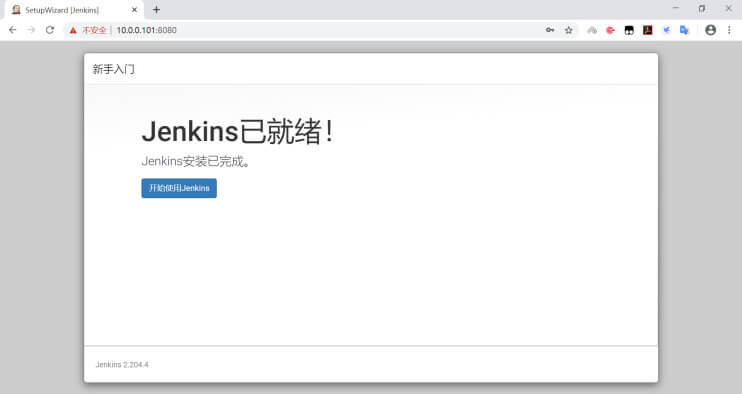 SetupWizard [Jenkins]
不安全 | 10.0.0.101:8080
新手入门
Jenkins已就绪！
Jenkins安装已完成。
开始使用Jenkins
Jenkins 2.204.4